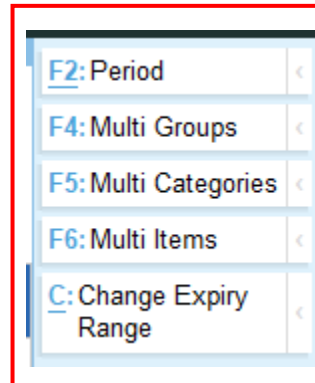 F2: Period
F4: Multi Groups
F5: Multi Categories
F6: Multi Items
C: Change Expiry
Range